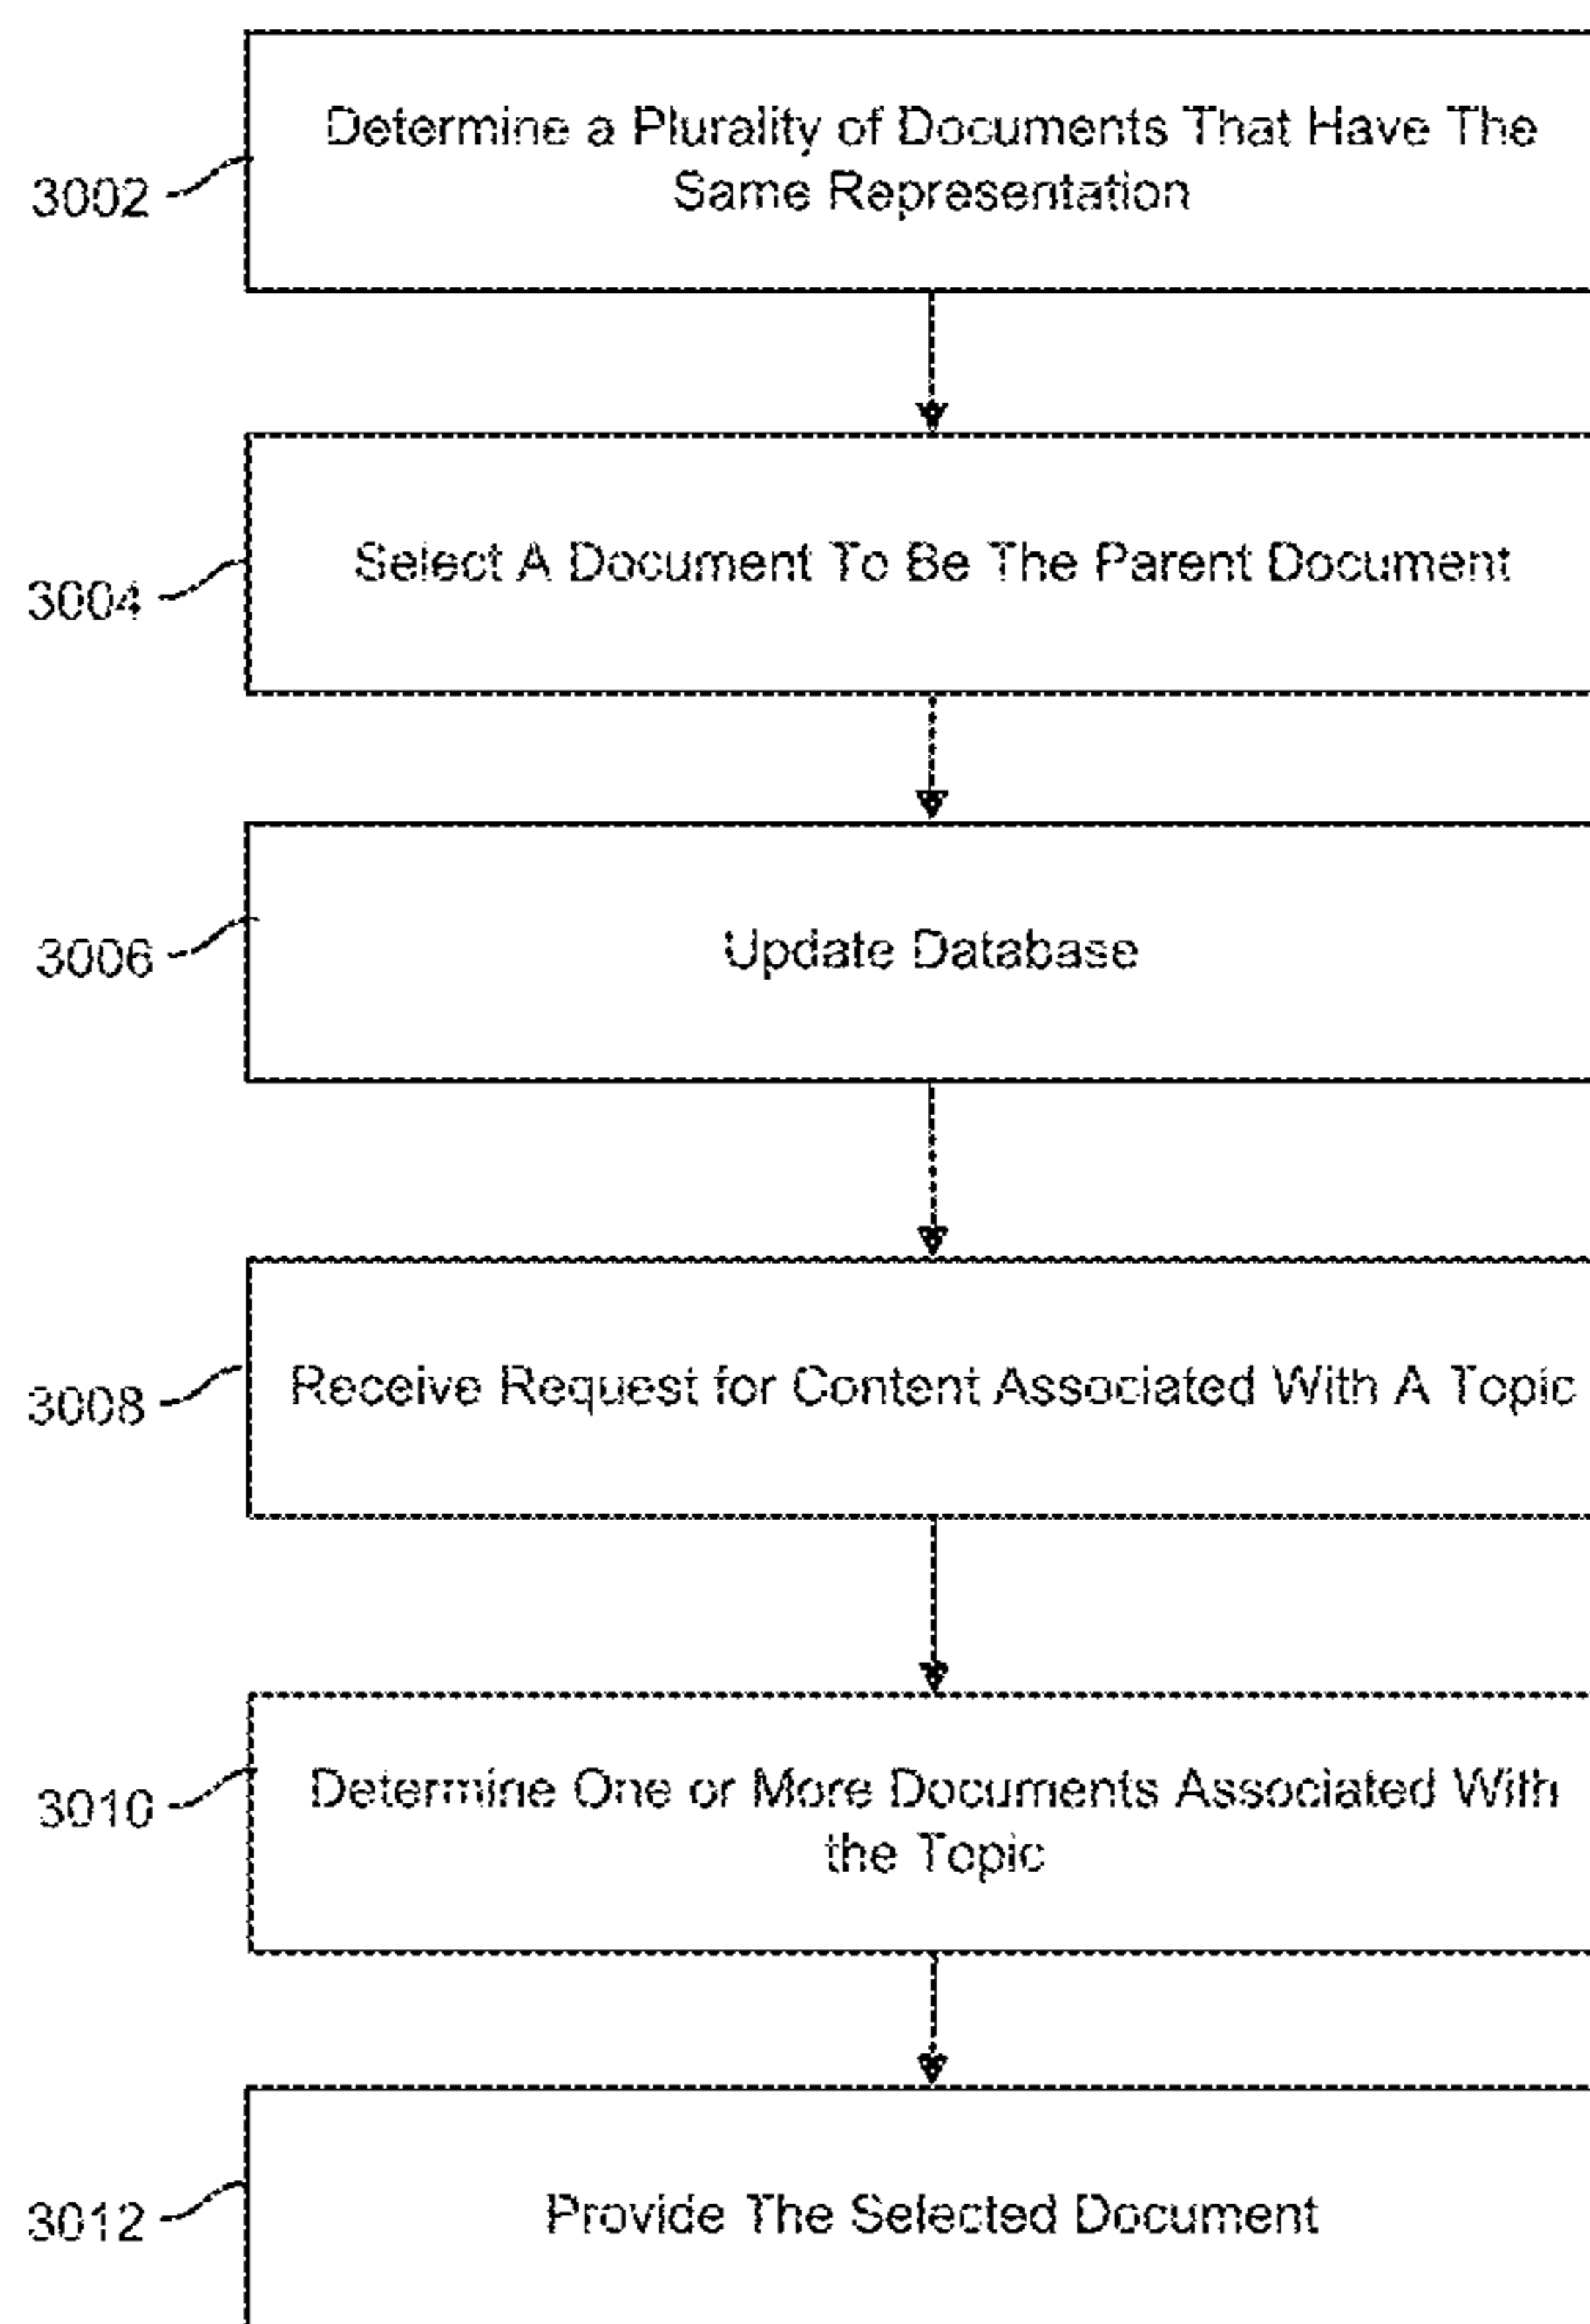 Determine a Plurality of Documents That Have The
Same Representation
3002
Select A Document To Be The Parent Document
3004
Update Database
3006
Receive Request for Content Associated With A Topic
3008
Determine One or More Documents Associated With
the Topic
3010
Provide The Selected Document
3012